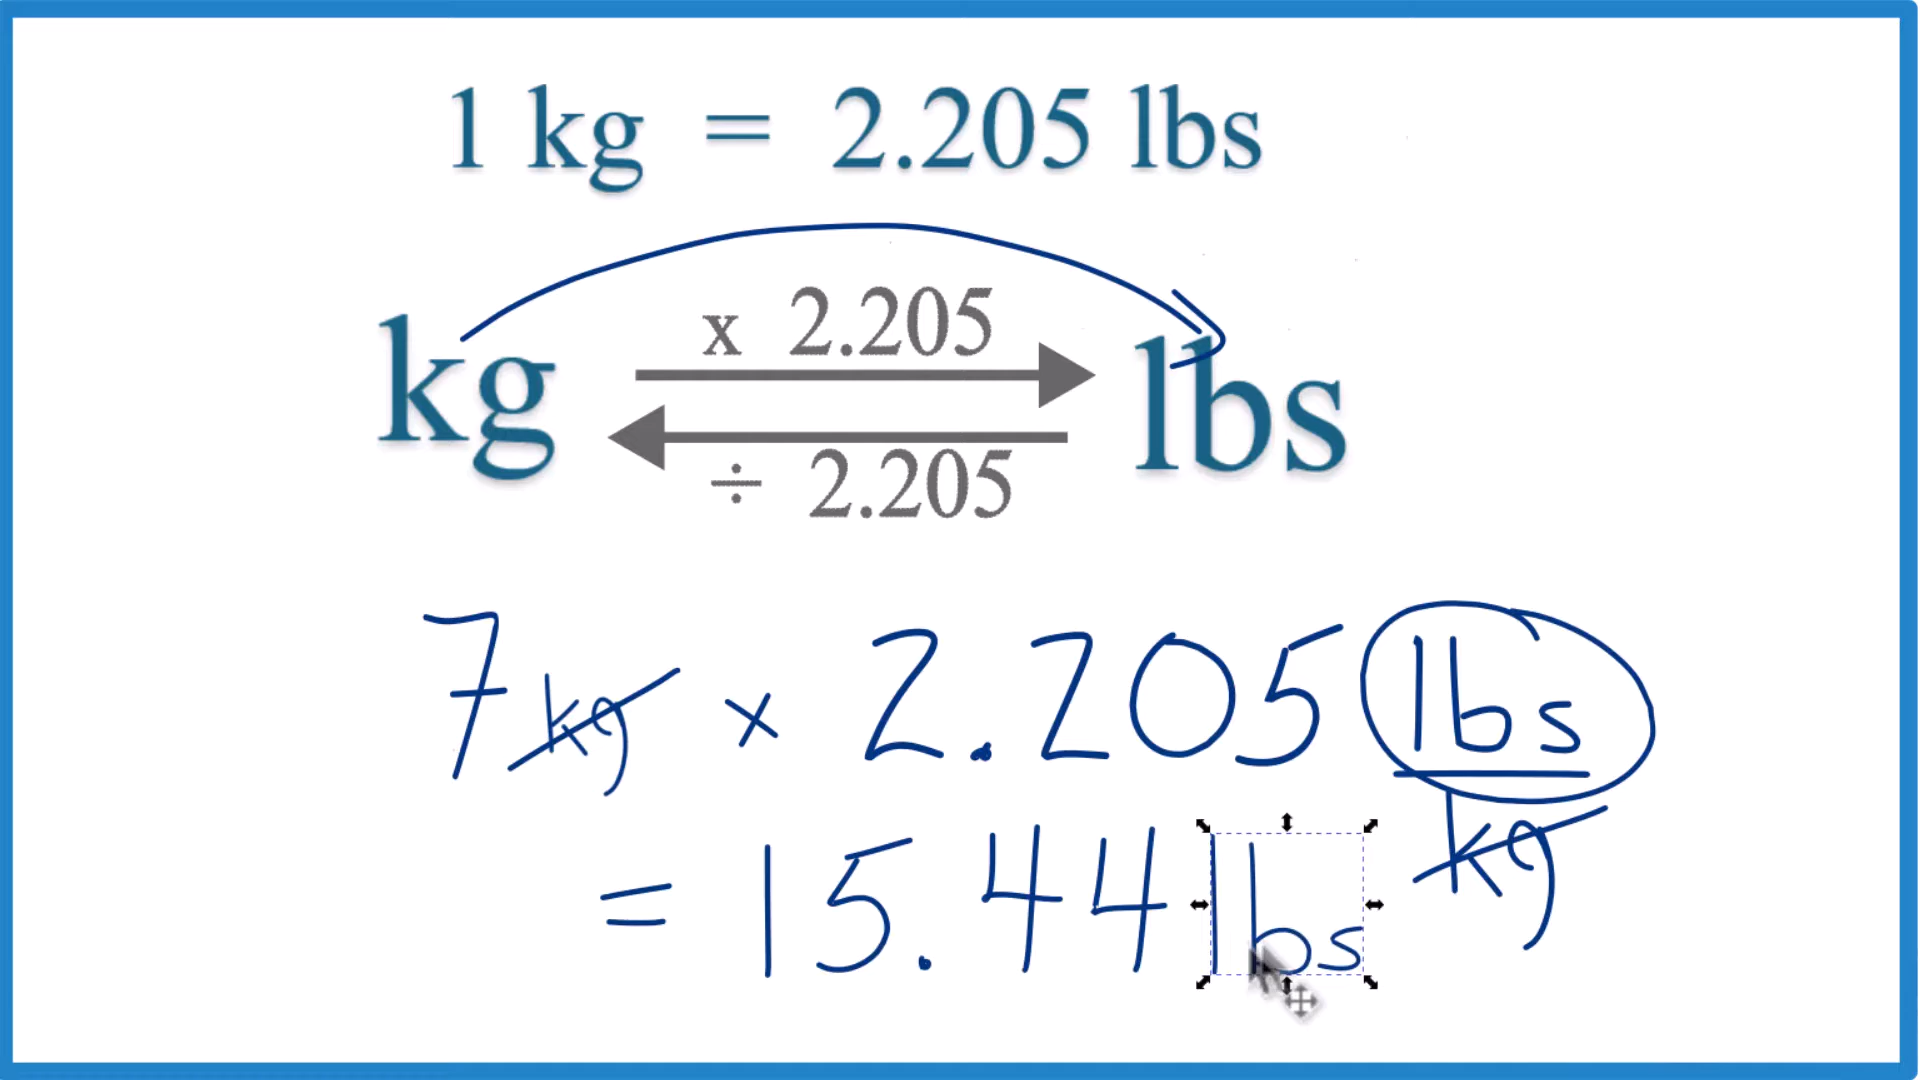 1 kg = 2.205 lbs
x 2.205
kg lbs
÷ 2.205
7 kg x 2.205 lbs
kg
= 15.44 lbs